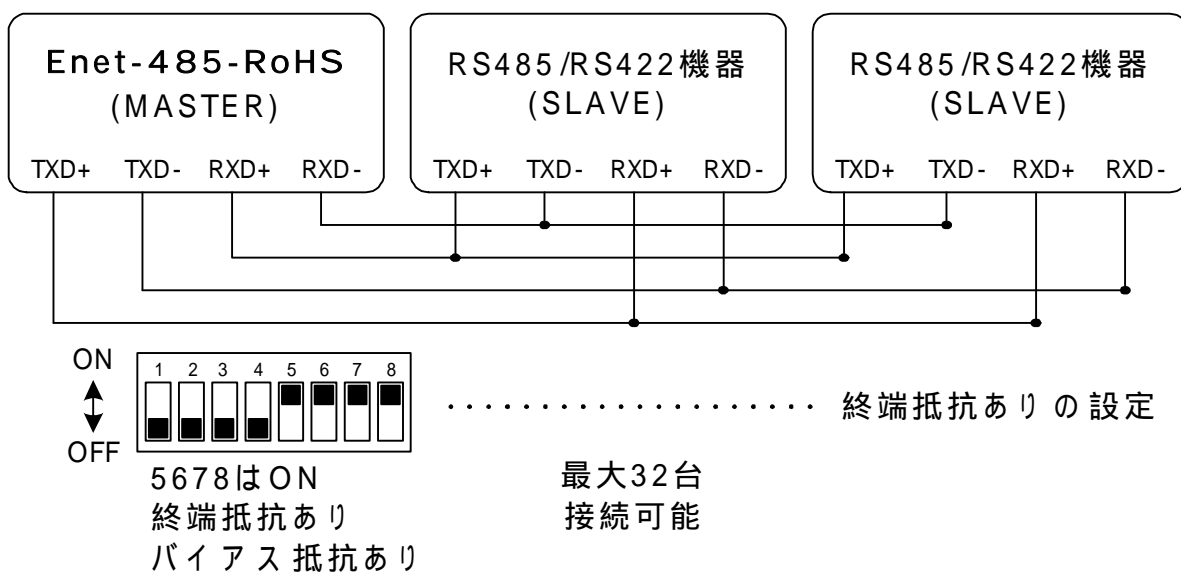 Enet-485-RoHS
(MASTER)
TXD+ TXD- RXD+ RXD-
RS485/RS422機器
(SLAVE)
TXD+ TXD- RXD+ RXD-
RS485/RS422機器
(SLAVE)
TXD+ TXD- RXD+ RXD-
ON
OFF
1 2 3 4 5 6 7 8
5678はON
終端抵抗あり
バイアス抵抗あり
最大32台
接続可能
・・・・・・・・・・・・・・・・・・・・ 終端抵抗ありの設定